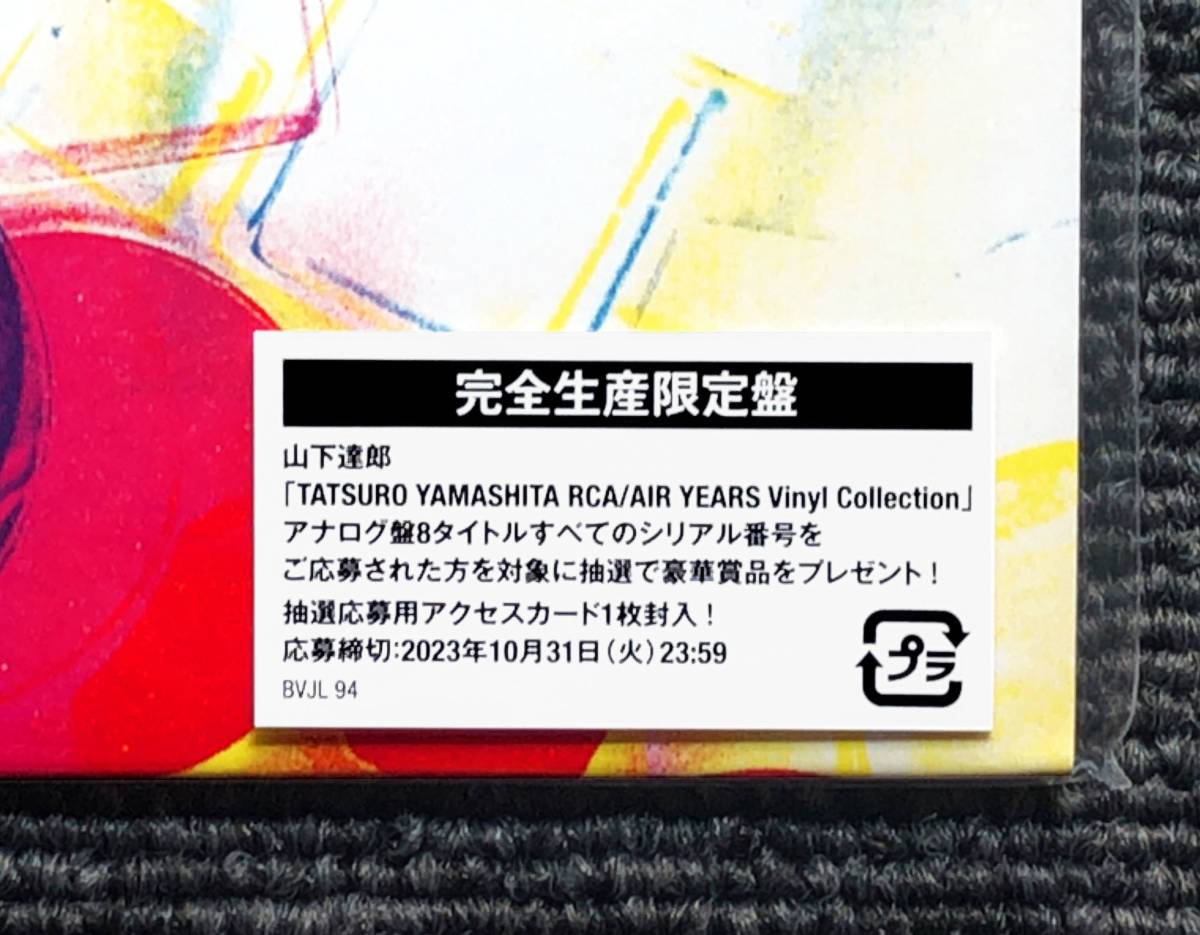 完全生産限定盤
山下達郎
「TATSURO YAMASHITA RCA/AIR YEARS Vinyl Collection」
アナログ盤8タイトルすべてのシリアル番号を
ご応募された方を対象に抽選で豪華賞品をプレゼント！
抽選応募用アクセスカード1枚封入！
応募締切:2023年10月31日（火）23:59
BVJL 94
プラ